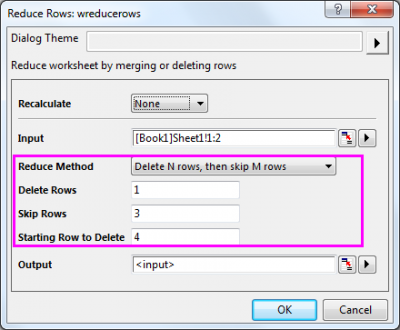 Reduce Rows: wreducerows
Dialog Theme
Reduce worksheet by merging or deleting rows
Recalculate None
Input [Book1]Sheet1!1:2
Reduce Method Delete N rows, then skip M rows
Delete Rows 1
Skip Rows 3
Starting Row to Delete 4
Output <input>
OK Cancel